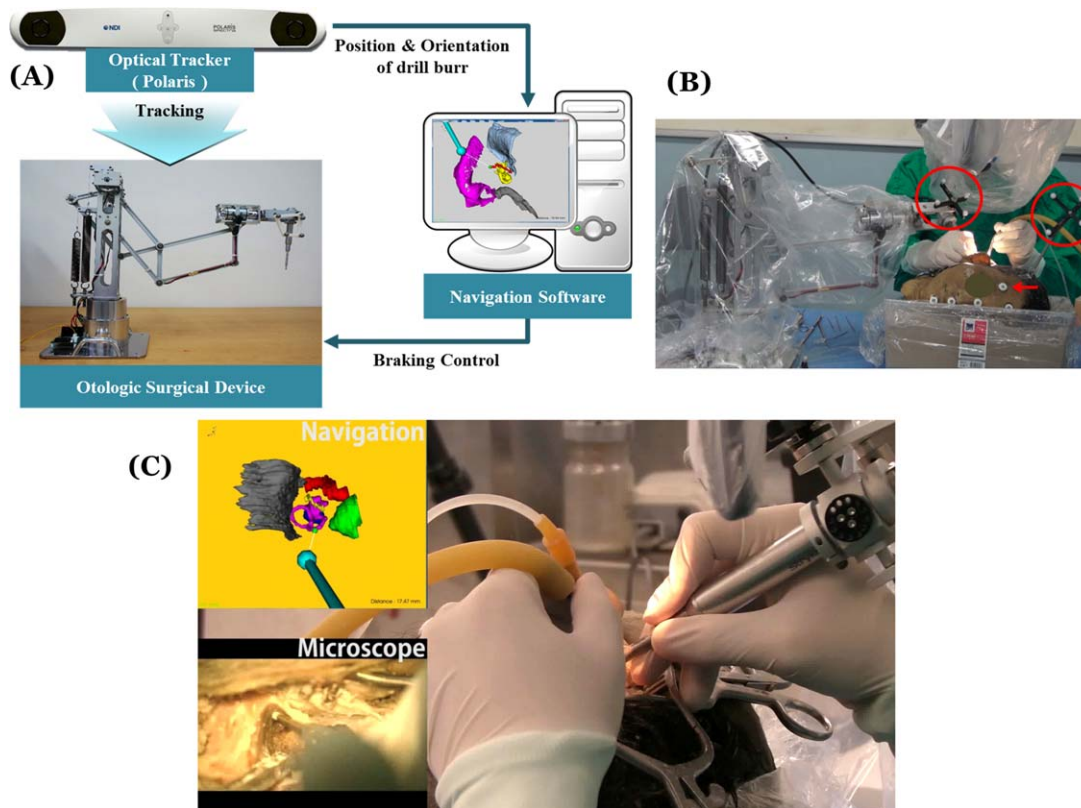 (A)
NDI
POLARIS
Optical Tracker
( Polaris )
Tracking
Position & Orientation
of drill burr
Navigation Software
Braking Control
Otologic Surgical Device
(B)
(C)
Navigation
Distance : 17.47 mm
Microscope